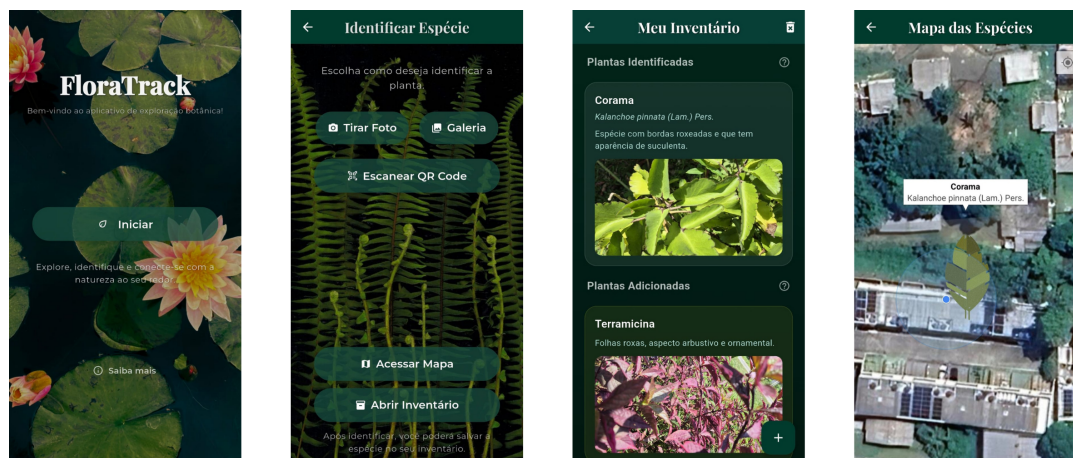 FloraTrack
Bem-vindo ao aplicativo de exploração botânica!
Iniciar
Explore, identifique e conecte-se com a
natureza ao seu redor.
Saiba mais
Identificar Espécie
Escolha como deseja identificar a
planta.
Tirar Foto
Galeria
Escanear QR Code
Acessar Mapa
Abrir Inventário
Após identificar, você poderá salvar a
espécie no seu inventário.
Meu Inventário
Plantas Identificadas
Corama
Kalanchoe pinnata (Lam.) Pers.
Espécie com bordas roxeadas e que tem
aparência de suculenta.
Plantas Adicionadas
Terramicina
Folhas roxas, aspecto arbustivo e ornamental.
Mapa das Espécies
Corama
Kalanchoe pinnata (Lam.) Pers.